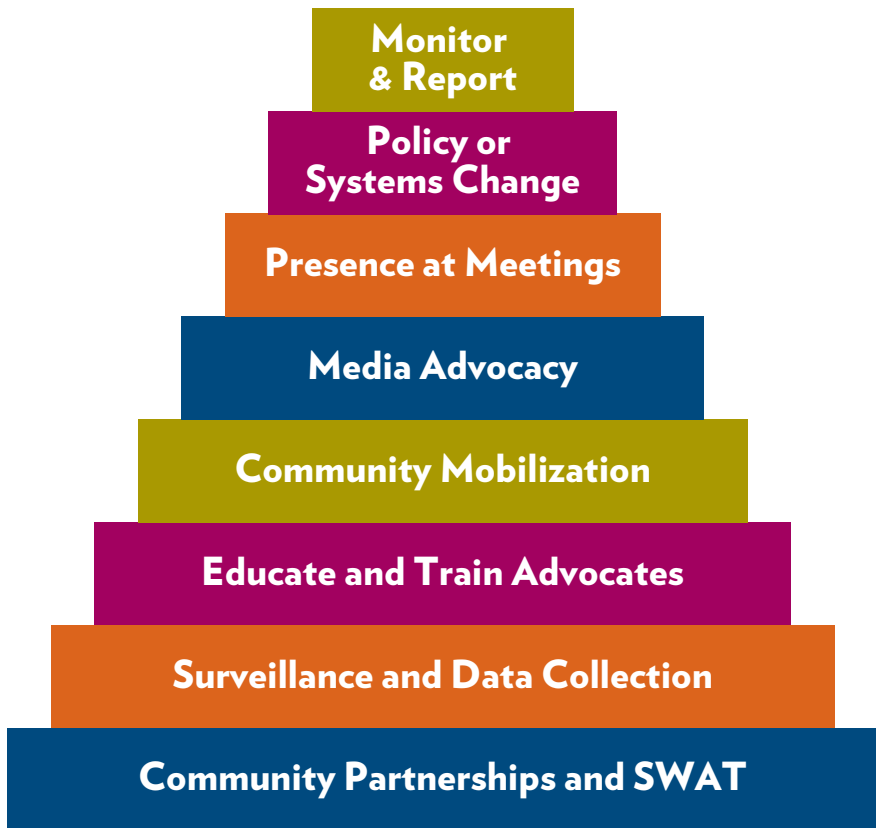 Monitor
& Report
Policy or
Systems Change
Presence at Meetings
Media Advocacy
Community Mobilization
Educate and Train Advocates
Surveillance and Data Collection
Community Partnerships and SWAT